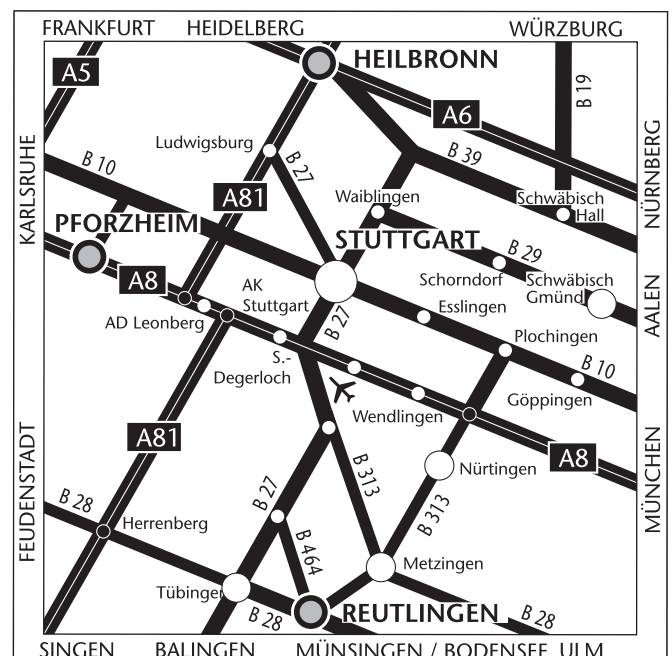 FRANKFURT HEIDELBERG WÜRZBURG
HEILBRONN
A5
B 19
A6
KARLSRUHE
NÜRNBERG
Ludwigsburg
B 27
B 39
B 10
A81
Waiblingen
Schwäbisch
Hall
PFORZHEIM
STUTTGART
B 29
A8
AK
Stuttgart
Schorndorf
Schwäbisch
Gmünd
AALEN
AD Leonberg
B 27
Esslingen
S.-
Degerloch
Plochingen
B 10
Göppingen
Wendlingen
A81
A8
FEUDENSTADT
MÜNCHEN
B 28
B 27
B 313
Nürtingen
B 313
Herrenberg
B 464
Metzingen
Tübingen
B 28
REUTLINGEN
B 28
SINGEN BALINGEN MÜNSINGEN / BODENSEE ULM